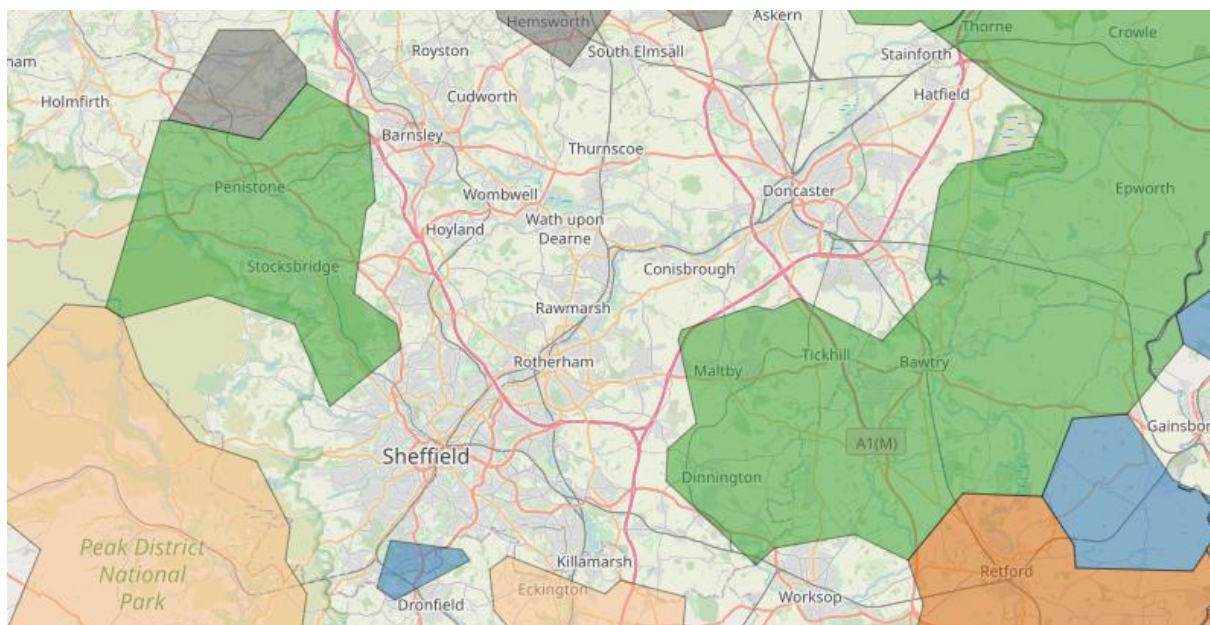 Hemsworth
Askern
Thorne
Crowle
Royston
South Elmsall
Stainforth
Holmfirth
Cudworth
Hatfield
Barnsley
Thurnscoe
Penistone
Wombwell
Doncaster
Epworth
Wath upon
Dearne
Hoyland
Stocksbridge
Conisbrough
Rawmarsh
Rotherham
Maltby
Tickhill
Bawtry
Gainsbor
Sheffield
A1(M)
Dinnington
Peak District
National
Park
Killamarsh
Eckington
Retford
Dronfield
Worksop